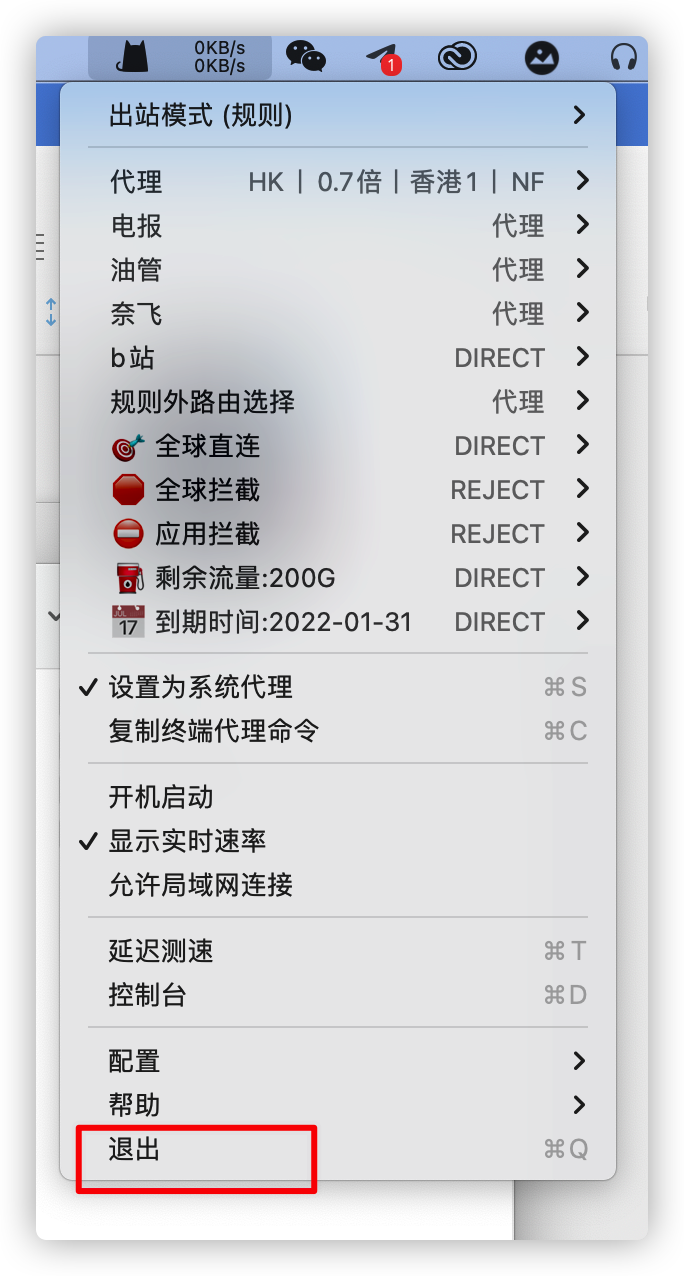 0KB/s
0KB/s
1
出站模式 (规则)
代理 HK | 0.7倍 | 香港1 | NF
电报 代理
油管 代理
奈飞 代理
b站 DIRECT
规则外路由选择 代理
全球直连 DIRECT
全球拦截 REJECT
应用拦截 REJECT
剩余流量:200G DIRECT
JUL 17 到期时间:2022-01-31 DIRECT
设置为系统代理 ⌘S
复制终端代理命令 ⌘C
开机启动
显示实时速率
允许局域网连接
延迟测速 ⌘T
控制台 ⌘D
配置
帮助
退出 ⌘Q